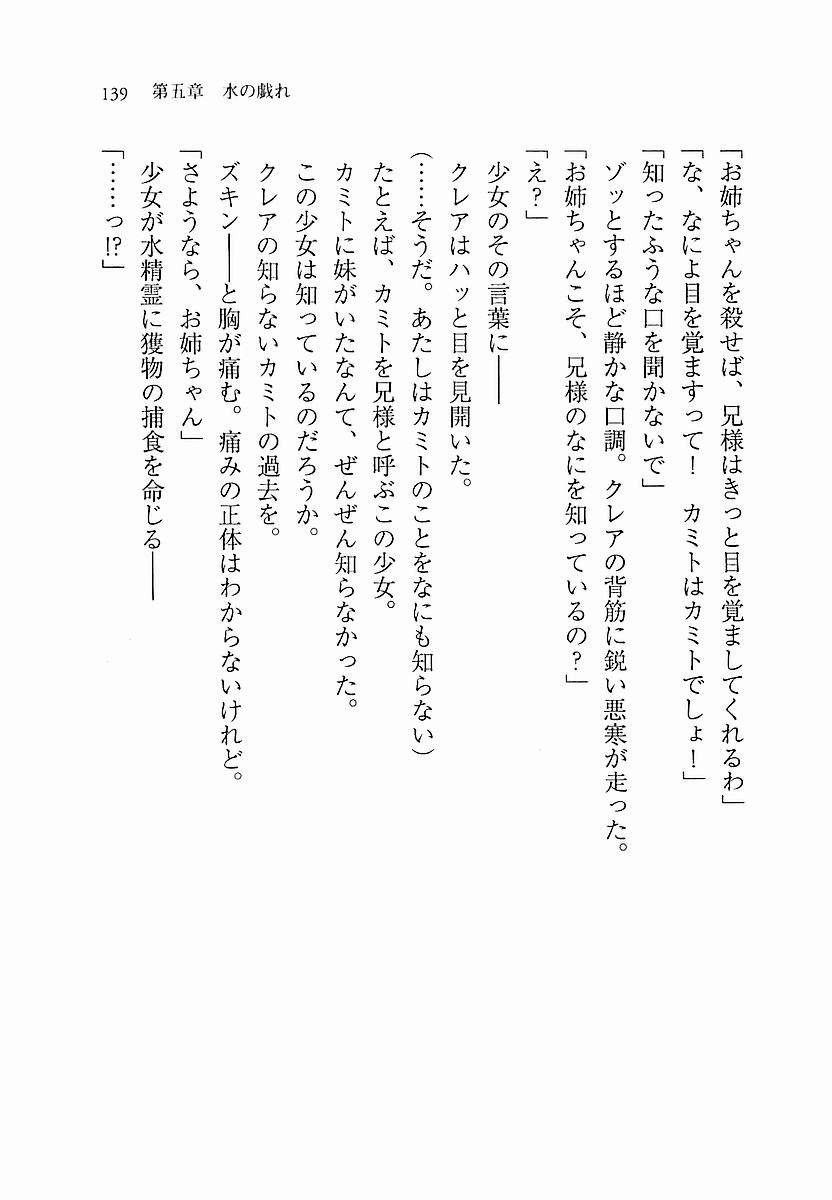 139　第五章　水の戯れ
「お姉ちゃんを殺せば、兄様はきっと目を覚ましてくれるわ」
「な、なによ目を覚ますって！　カミトはカミトでしょ！」
「知ったふうな口を聞かないで」
ゾッとするほど静かな口調。クレアの背筋に鋭い悪寒が走った。
「お姉ちゃんこそ、兄様のなにを知っているの？」
「え？」
少女のその言葉に――
クレアはハッと目を見開いた。
（……そうだ。あたしはカミトのことをなにも知らない）
たとえば、カミトを兄様と呼ぶこの少女。
カミトに妹がいたなんて、ぜんぜん知らなかった。
この少女は知っているのだろうか。
クレアの知らないカミトの過去を。
ズキン――と胸が痛む。痛みの正体はわからないけれど。
「さようなら、お姉ちゃん」
少女が水精霊に獲物の捕食を命じる――
「……っ!?」